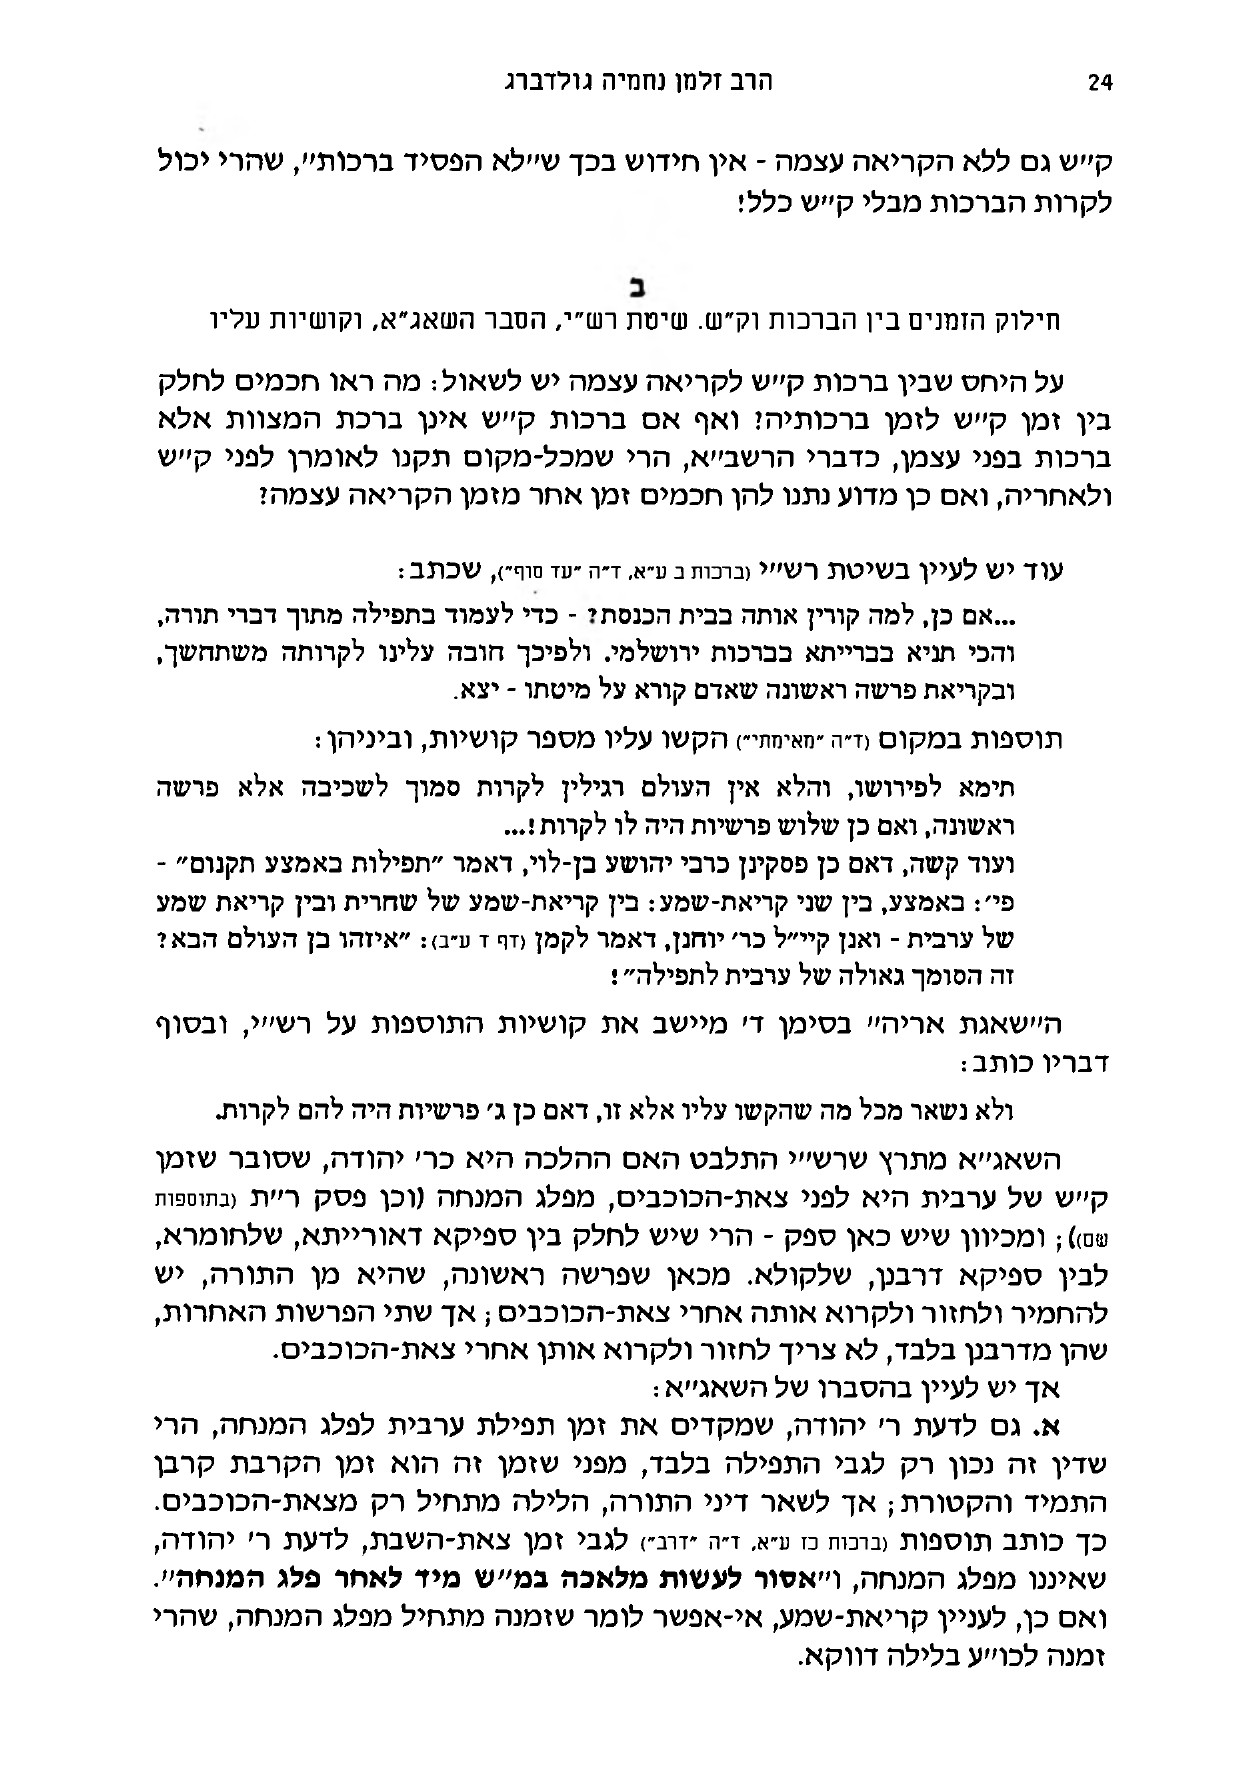 24 הרב זלמן נחמיה גולדברג
ק״ש גם ללא הקריאה עצמה - אין חידוש בכך ש״לא הפסיד ברכות״, שהרי יכול
לקרות הברכות מבלי ק״ש כלל!
ב
חילוק הזמנים בין הברכות וק״ש. שיטת רש״י, הסבר השאג״א, וקושיות עליו
על היחס שבין ברכות ק״ש לקריאה עצמה יש לשאול: מה ראו חכמים לחלק
בין זמן ק״ש לזמן ברכותיה? ואף אם ברכות ק״ש אינן ברכת המצוות אלא
ברכות בפני עצמן, כדברי הרשב״א, הרי שמכל-מקום תקנו לאומרן לפני ק״ש
ולאחריה, ואם כן מדוע נתנו להן חכמים זמן אחר מזמן הקריאה עצמה?
עוד יש לעיין בשיטת רש״י (ברכות ב ע״א, ד״ה ״עד סוף״), שכתב:
...אם כן, למה קורין אותה בבית הכנסת? - כדי לעמוד בתפילה מתוך דברי תורה,
והכי תניא בברייתא בברכות ירושלמי. ולפיכך חובה עלינו לקרותה משתחשך,
ובקריאת פרשה ראשונה שאדם קורא על מיטתו - יצא.
תוספות במקום (ד״ה ״מאימתי״) הקשו עליו מספר קושיות, וביניהן:
תימא לפירושו, והלא אין העולם רגילין לקרות סמוך לשכיבה אלא פרשה
ראשונה, ואם כן שלוש פרשיות היה לו לקרות!...
ועוד קשה, דאם כן פסקינן כרבי יהושע בן-לוי, דאמר ״תפילות באמצע תקנום״ -
פי׳: באמצע, בין שני קריאת-שמע: בין קריאת-שמע של שחרית ובין קריאת שמע
של ערבית - ואנן קיי״ל כר׳ יוחנן, דאמר לקמן (דף ד ע״ב): ״איזהו בן העולם הבא?
זה הסומך גאולה של ערבית לתפילה״!
ה״שאגת אריה״ בסימן ד׳ מיישב את קושיות התוספות על רש״י, ובסוף
דבריו כותב:
ולא נשאר מכל מה שהקשו עליו אלא זו, דאם כן ג׳ פרשיות היה להם לקרות.
השאג״א מתרץ שרש״י התלבט האם ההלכה היא כר׳ יהודה, שסובר שזמן
ק״ש של ערבית היא לפני צאת-הכוכבים, מפלג המנחה (וכן פסק ר״ת (בתוספות
שם)); ומכיוון שיש כאן ספק - הרי שיש לחלק בין ספיקא דאורייתא, שלחומרא,
לבין ספיקא דרבנן, שלקולא. מכאן שפרשה ראשונה, שהיא מן התורה, יש
להחמיר ולחזור ולקרוא אותה אחרי צאת-הכוכבים; אך שתי הפרשות האחרות,
שהן מדרבנן בלבד, לא צריך לחזור ולקרוא אותן אחרי צאת-הכוכבים.
אך יש לעיין בהסברו של השאג״א:
א. גם לדעת ר׳ יהודה, שמקדים את זמן תפילת ערבית לפלג המנחה, הרי
שדין זה נכון רק לגבי התפילה בלבד, מפני שזמן זה הוא זמן הקרבת קרבן
התמיד והקטורת; אך לשאר דיני התורה, הלילה מתחיל רק מצאת-הכוכבים.
כך כותב תוספות (ברכות כז ע״א, ד״ה ״דרב״) לגבי זמן צאת-השבת, לדעת ר׳ יהודה,
שאיננו מפלג המנחה, ו״אסור לעשות מלאכה במ״ש מיד לאחר פלג המנחה״.
ואם כן, לעניין קריאת-שמע, אי-אפשר לומר שזמנה מתחיל מפלג המנחה, שהרי
זמנה לכו״ע בלילה דווקא.